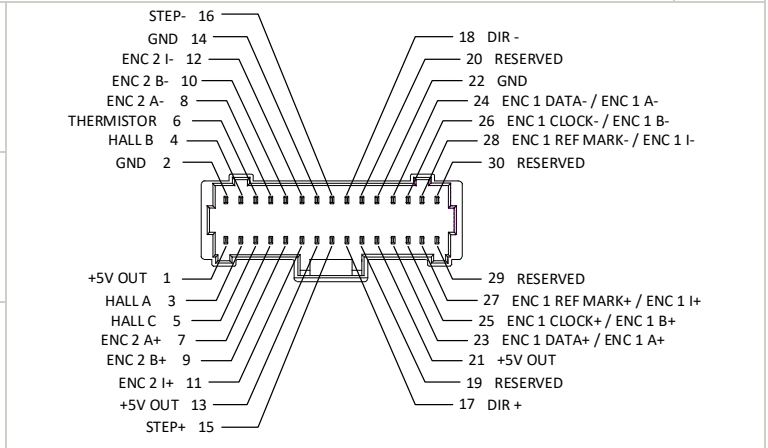 STEP- 16
GND 14
ENC 2 I- 12
ENC 2 B- 10
ENC 2 A- 8
THERMISTOR 6
HALL B 4
GND 2
18 DIR -
20 RESERVED
22 GND
24 ENC 1 DATA- / ENC 1 A-
26 ENC 1 CLOCK- / ENC 1 B-
28 ENC 1 REF MARK- / ENC 1 I-
30 RESERVED
+5V OUT 1
HALL A 3
HALL C 5
ENC 2 A+ 7
ENC 2 B+ 9
ENC 2 I+ 11
+5V OUT 13
STEP+ 15
29 RESERVED
27 ENC 1 REF MARK+ / ENC 1 I+
25 ENC 1 CLOCK+ / ENC 1 B+
23 ENC 1 DATA+ / ENC 1 A+
21 +5V OUT
19 RESERVED
17 DIR +